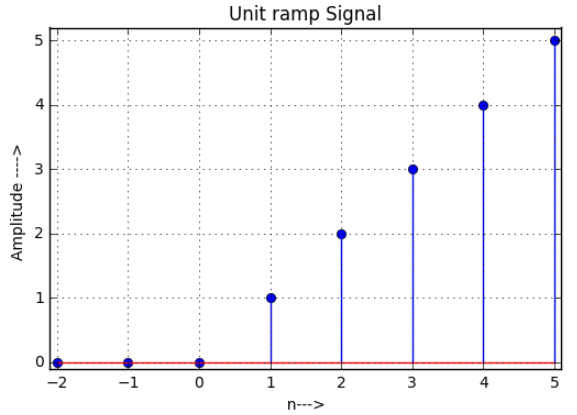 Unit ramp Signal
5
4
3
2
1
0
Amplitude ---->
−2 −1 0 1 2 3 4 5
n--->